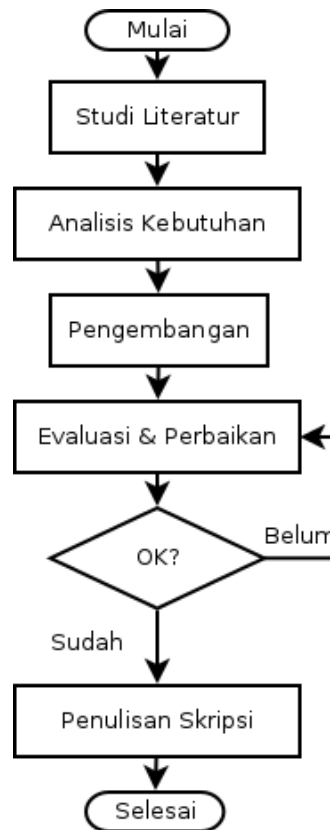 Mulai
Studi Literatur
Analisis Kebutuhan
Pengembangan
Evaluasi & Perbaikan
OK?
Belum
Sudah
Penulisan Skripsi
Selesai